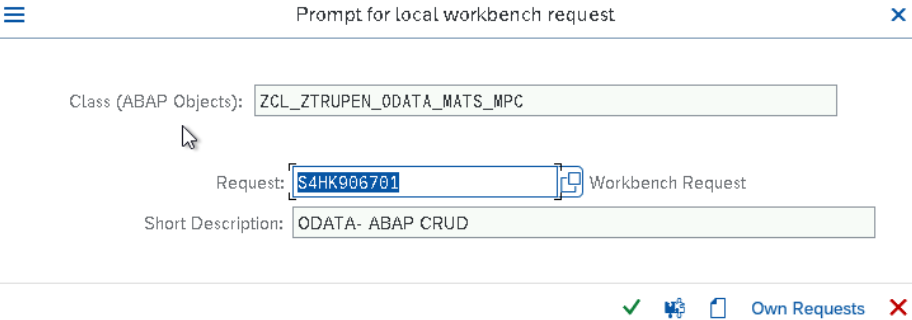 Prompt for local workbench request
Class (ABAP Objects): ZCL_ZTRUPEN_ODATA_MATS_MPC
Request: S4HK906701 Workbench Request
Short Description: ODATA- ABAP CRUD
Own Requests